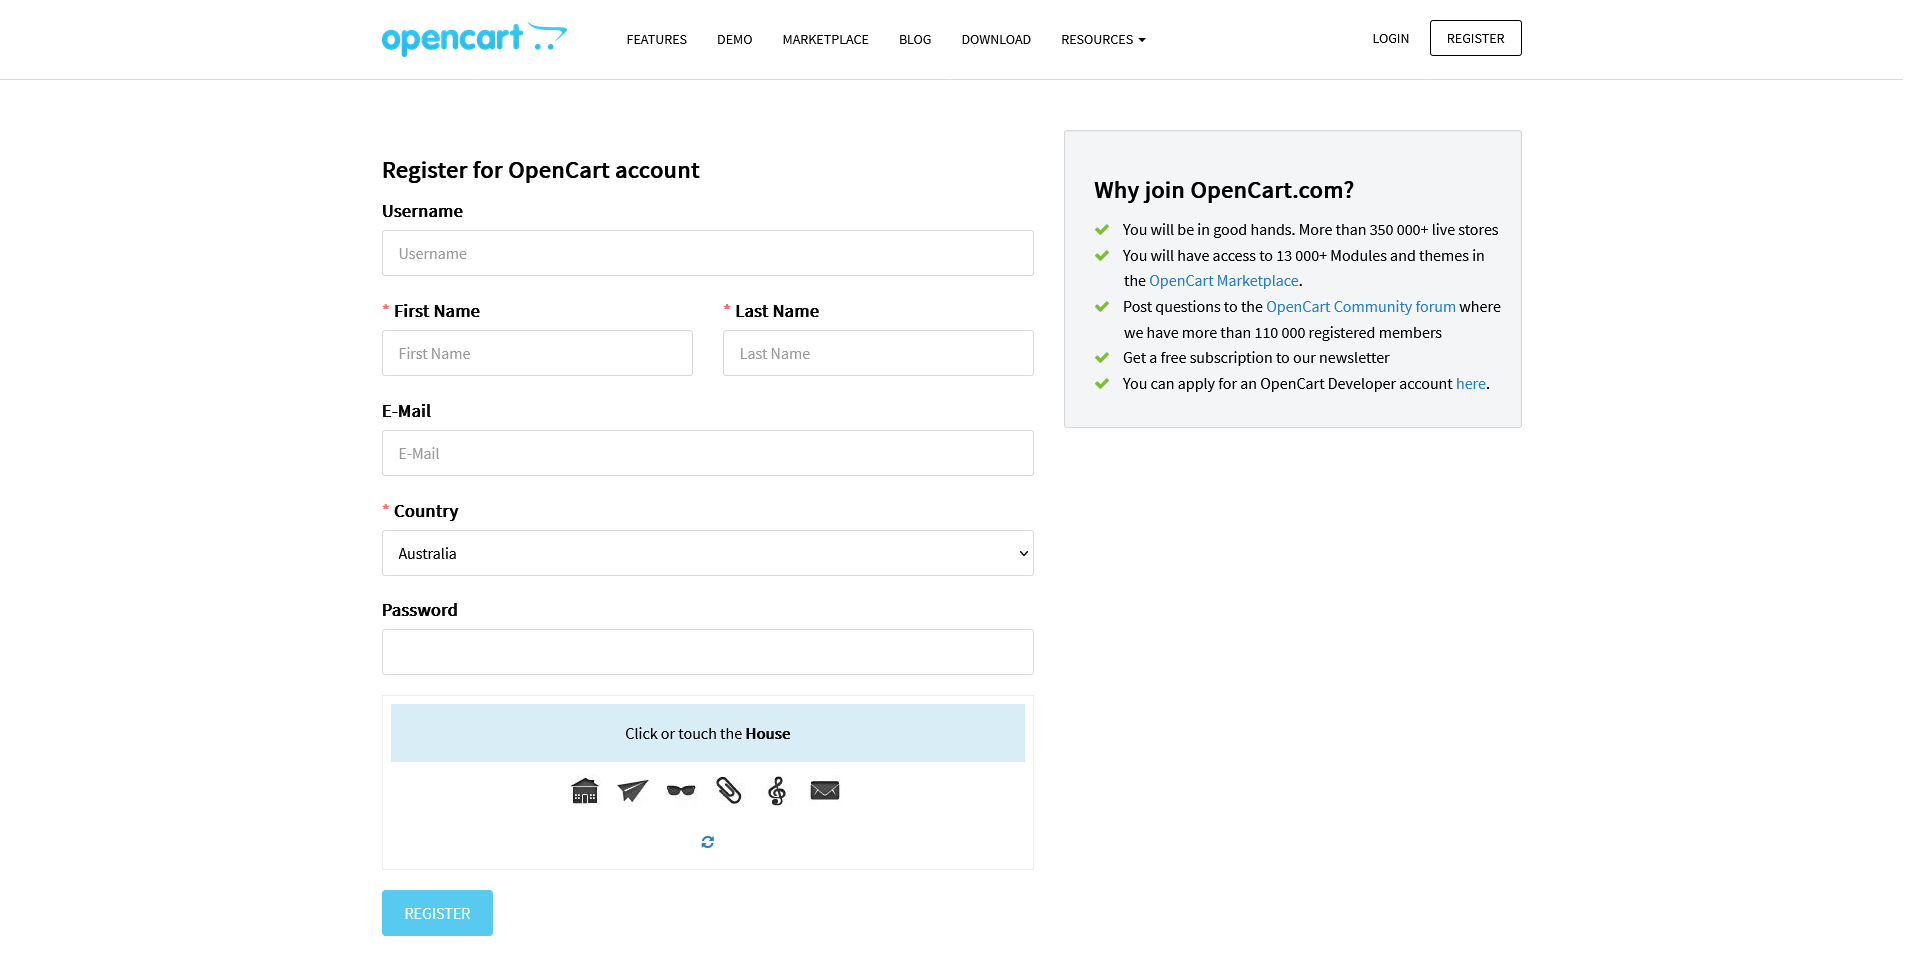 opencart
FEATURES DEMO MARKETPLACE BLOG DOWNLOAD RESOURCES
LOGIN REGISTER
Register for OpenCart account
Username
Username
* First Name
First Name
* Last Name
Last Name
E-Mail
E-Mail
* Country
Australia
Password
Click or touch the House
REGISTER
Why join OpenCart.com?
You will be in good hands. More than 350 000+ live stores
You will have access to 13 000+ Modules and themes in
the OpenCart Marketplace.
Post questions to the OpenCart Community forum where
we have more than 110 000 registered members
Get a free subscription to our newsletter
You can apply for an OpenCart Developer account here.